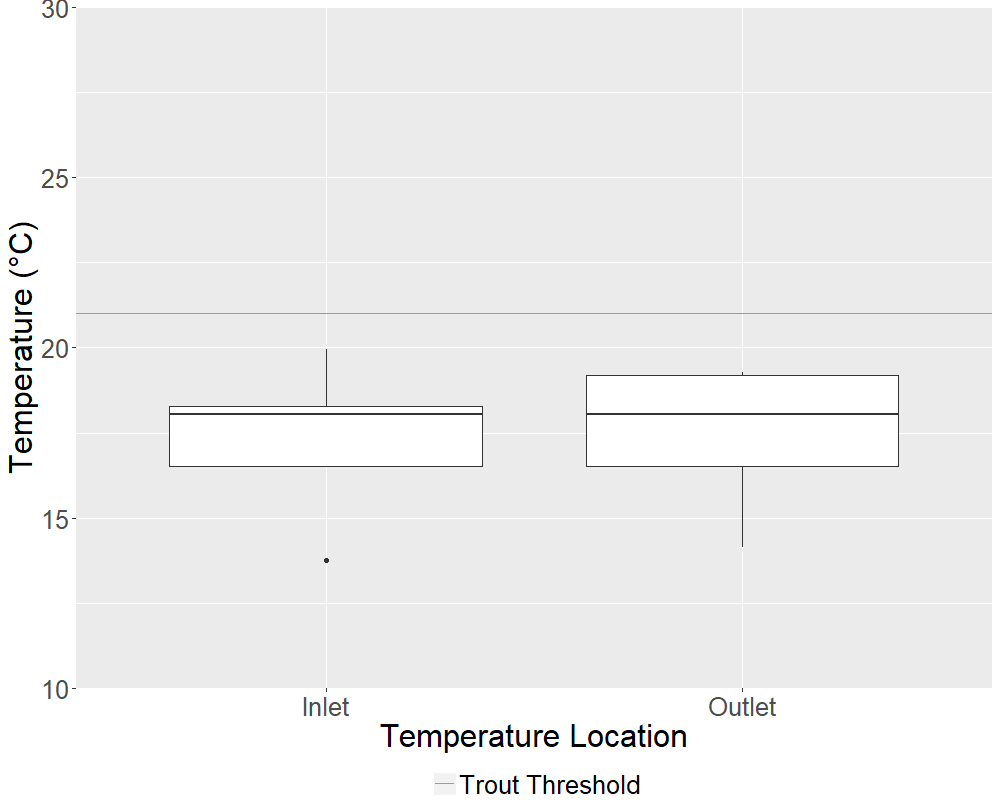 30
25
20
15
10
Temperature (°C)
Inlet Outlet
Temperature Location
Trout Threshold